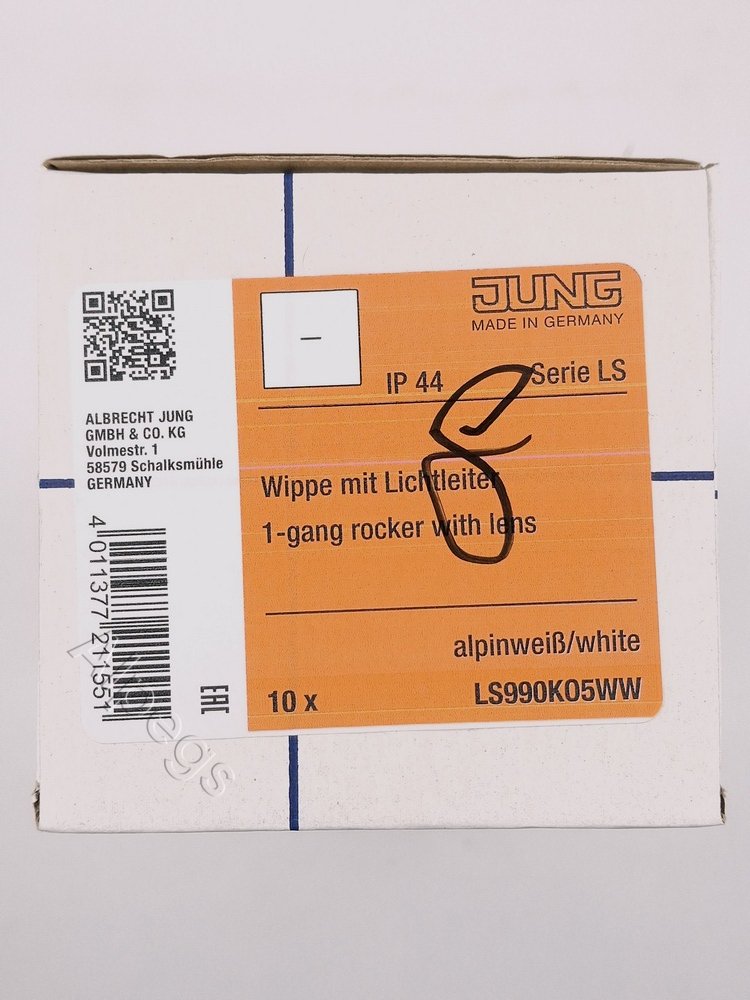 JUNG
MADE IN GERMANY
IP 44
Serie LS
8
ALBRECHT JUNG
GMBH & CO. KG
Volmestr. 1
58579 Schalksmühle
GERMANY
Wippe mit Lichtleiter
1-gang rocker with lens
4 011377 211551
EAC
alpinweiß/white
10 x
LS990KO5WW